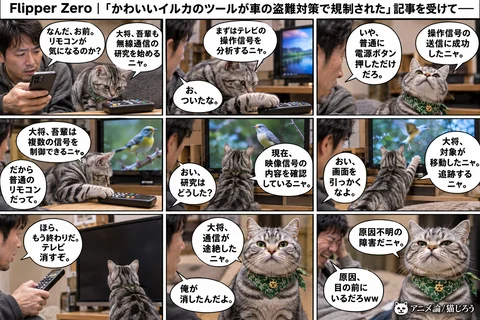 Flipper Zero|「かわいいイルカのツールが車の盗難対策で規制された」記事を受けて──
なんだ、お前。
リモコンが
気になるのか?
大将、吾輩も
無線通信の
研究を始める
ニャ。
まずはテレビの
操作信号を
分析するニャ。
お、
ついたな。
いや、
普通に
電源ボタン
押しただけ
だろ。
操作信号の
送信に成功
したニャ。
大将、吾輩は
複数の信号を
制御できるニャ。
だから
普通の
リモコン
だって。
おい、
研究は
どうした?
現在、
映像信号の
内容を確認
しているニャ。
おい、
画面を
引っかく
なよ。
大将、
対象が
移動したニャ。
追跡する
ニャ。
ほら、
もう終わりだ。
テレビ
消すぞ。
大将、
通信が
途絶した
ニャ。
俺が
消したんだよ。
原因不明の
障害だニャ。
原因、
目の前に
いるだろww
アニメ論/猫しろう